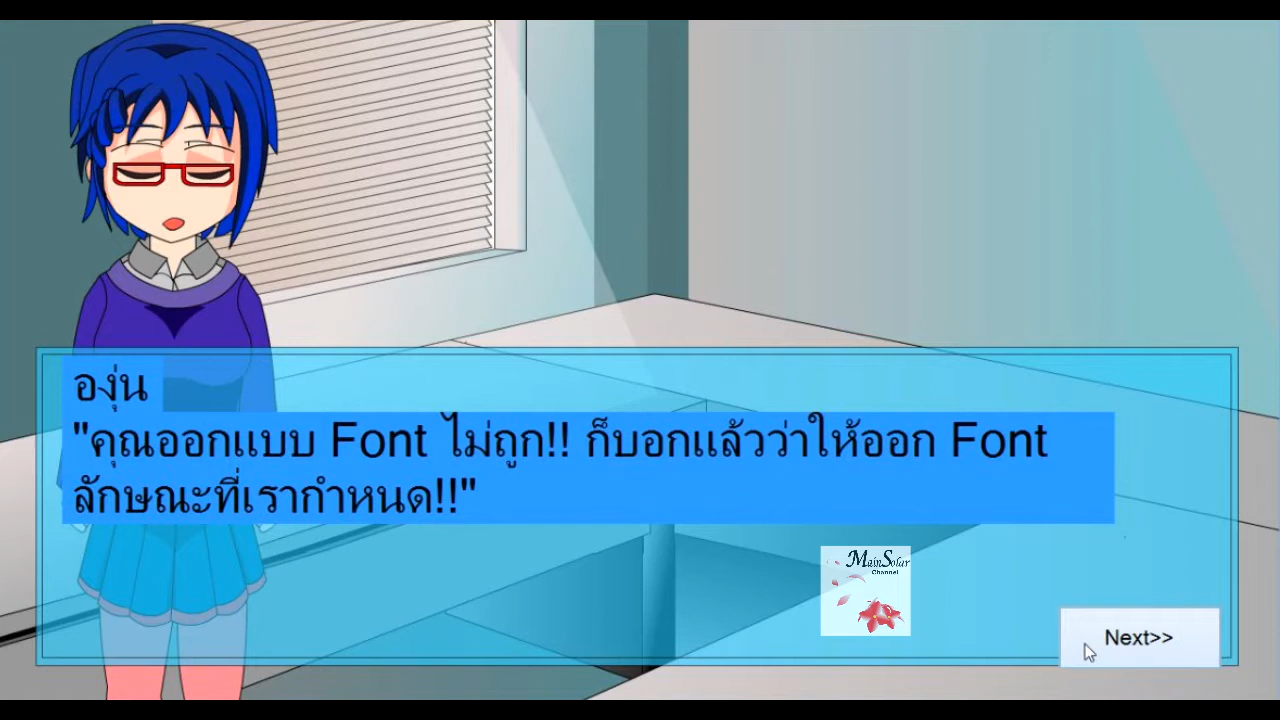 องุ่น
"คุณออกแบบ Font ไม่ถูก!! ก็บอกแล้วว่าให้ออก Font
ลักษณะที่เรากำหนด!!"
MainSolar
Channel
Next>>